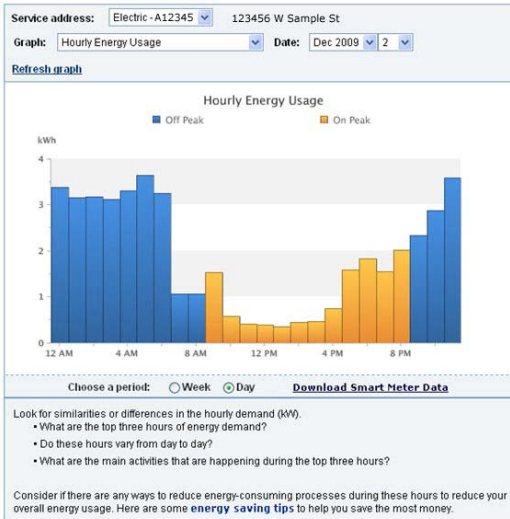 Service address: Electric - A12345 123456 W Sample St
Graph: Hourly Energy Usage Date: Dec 2009 2
Refresh graph
Hourly Energy Usage
Off Peak On Peak
kWh
4
3
2
1
0
12 AM 4 AM 8 AM 12 PM 4 PM 8 PM
Choose a period: Week Day Download Smart Meter Data
Look for similarities or differences in the hourly demand (kW).
• What are the top three hours of energy demand?
• Do these hours vary from day to day?
• What are the main activities that are happening during the top three hours?
Consider if there are any ways to reduce energy-consuming processes during these hours to reduce your
overall energy usage. Here are some energy saving tips to help you save the most money.